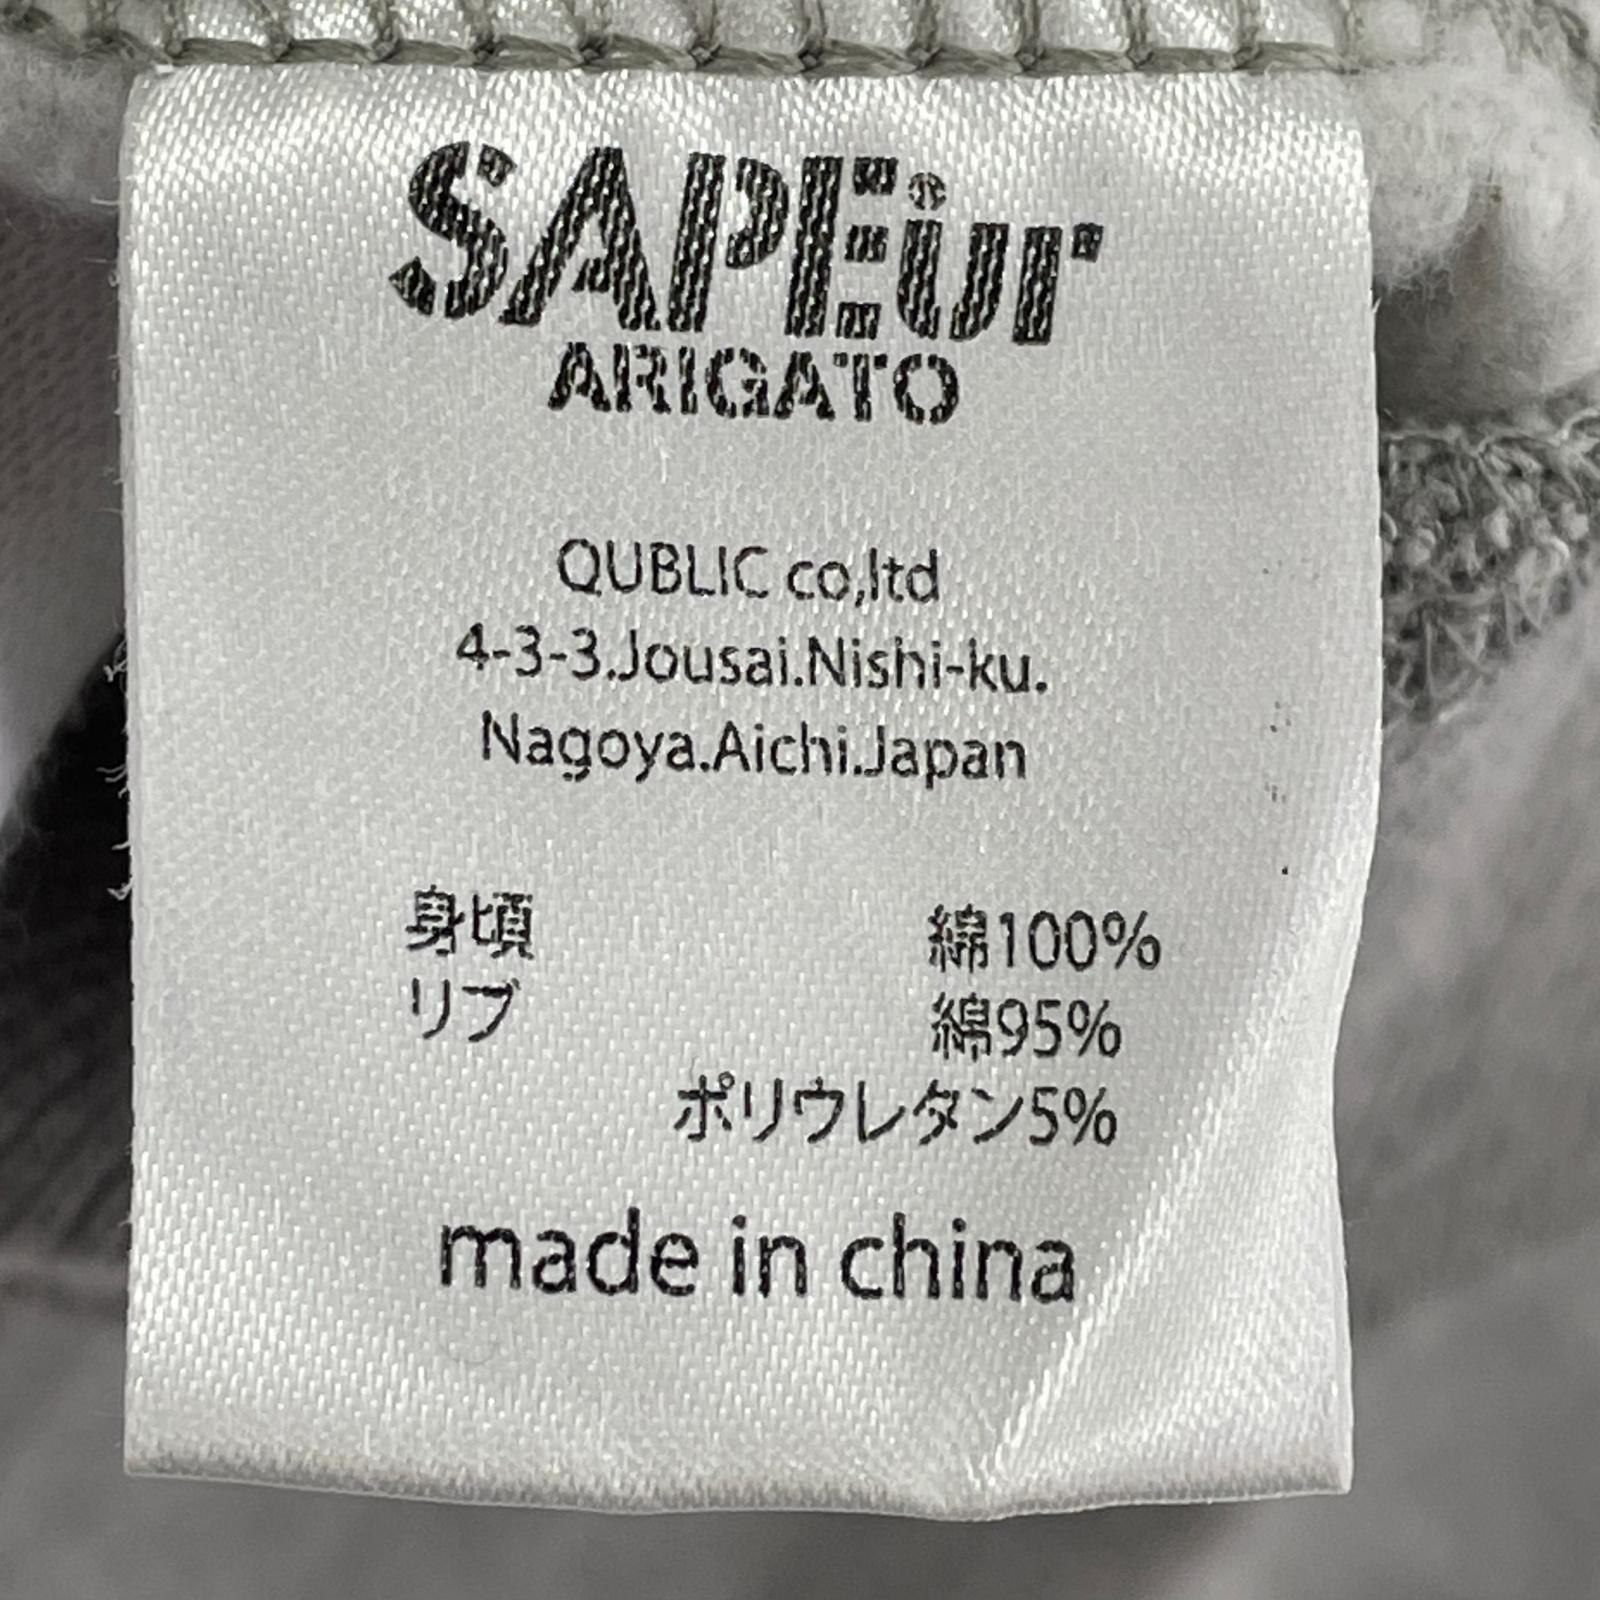 SAPEur®
ARIGATO
QUBLIC co,ltd
4-3-3.Jousai.Nishi-ku.
Nagoya.Aichi.Japan
身頃 綿100%
リブ 綿95%
ポリウレタン5%
made in china